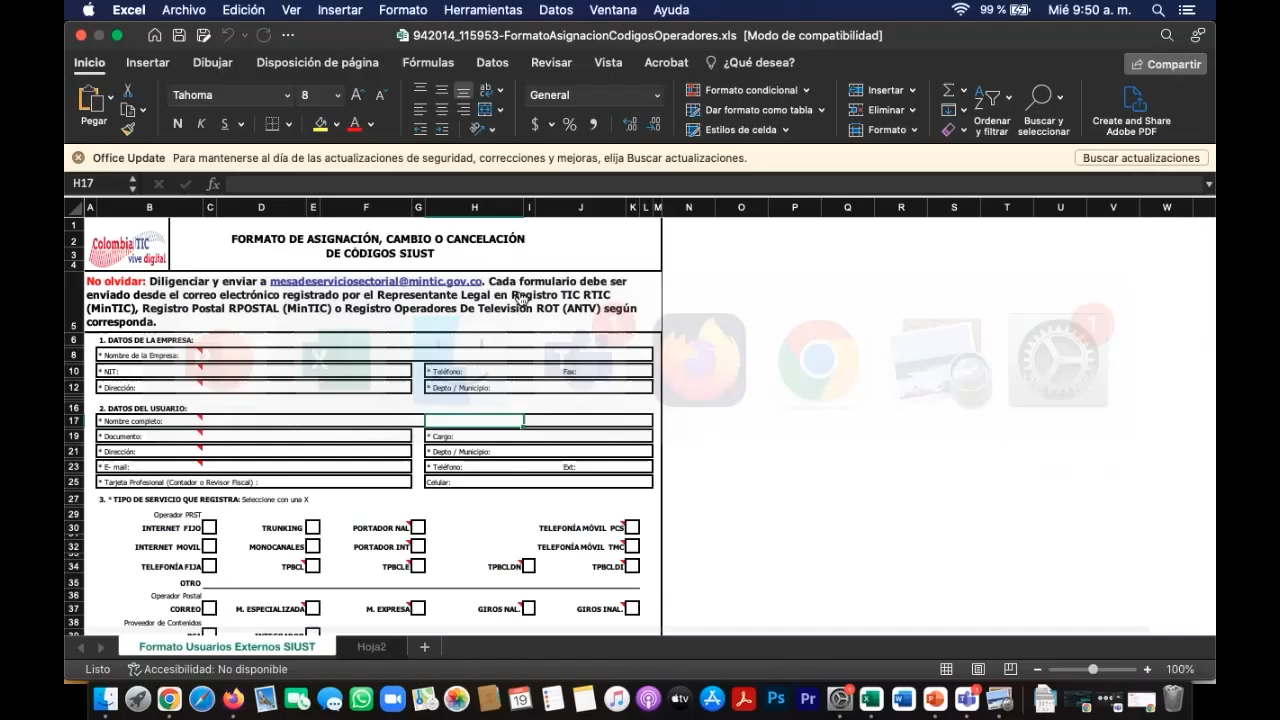 Excel Archivo Edición Ver Insertar Formato Herramientas Datos Ventana Ayuda 99 % Mié 9:50 a. m.
942014_115953-FormatoAsignacionCodigosOperadores.xls [Modo de compatibilidad]
Inicio Insertar Dibujar Disposición de página Fórmulas Datos Revisar Vista Acrobat ¿Qué desea? Compartir
Pegar Tahoma 8 General Formato condicional Insertar
N K S Dar formato como tabla Eliminar
Estilos de celda Formato
Ordenar y filtrar
Buscar y seleccionar
Create and Share Adobe PDF
Office Update Para mantenerse al día de las actualizaciones de seguridad, correcciones y mejoras, elija Buscar actualizaciones. Buscar actualizaciones
H17 fx
A B C D E F G H I J K L M N O P Q R S T U V W
Colombia TIC
vive digital
FORMATO DE ASIGNACIÓN, CAMBIO O CANCELACIÓN
DE CÓDIGOS SIUST
No olvidar: Diligenciar y enviar a mesadeserviciosectorial@mintic.gov.co. Cada formulario debe ser
enviado desde el correo electrónico registrado por el Representante Legal en Registro TIC RTIC
(MinTIC), Registro Postal RPOSTAL (MinTIC) o Registro Operadores De Television ROT (ANTV) según
corresponda.
1. DATOS DE LA EMPRESA:
* Nombre de la Empresa:
* NIT: * Teléfono: Fax:
* Dirección: * Depto / Municipio:
2. DATOS DEL USUARIO:
* Nombre completo:
* Documento: * Cargo:
* Dirección: * Depto / Municipio:
* E- mail: * Teléfono: Ext:
* Tarjeta Profesional (Contador o Revisor Fiscal) : Celular:
3. * TIPO DE SERVICIO QUE REGISTRA: Seleccione con una X
Operador PRST
INTERNET FIJO TRUNKING PORTADOR NAL TELEFONÍA MÓVIL PCS
INTERNET MOVIL MONOCANALES PORTADOR INT TELEFONÍA MÓVIL TMC
TELEFONÍA FIJA TPBCL TPBCLE TPBCLDN TPBCLDI
OTRO
Operador Postal
CORREO M. ESPECIALIZADA M. EXPRESA GIROS NAL. GIROS INAL.
Proveedor de Contenidos
Formato Usuarios Externos SIUST Hoja2
Listo Accesibilidad: No disponible 100%